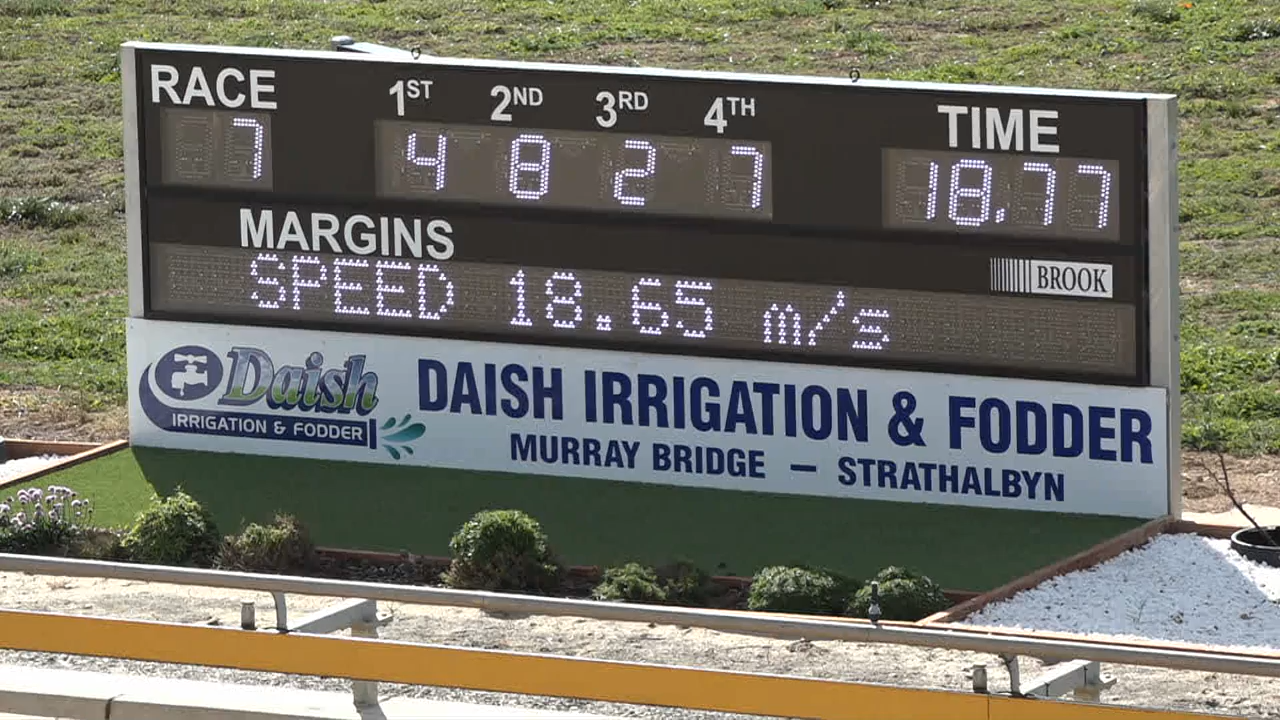 RACE 1ST 2ND 3RD 4TH TIME
7 4 8 2 7 18.77
MARGINS
BROOK
SPEED 18.65 m/s
Daish
IRRIGATION & FODDER
DAISH IRRIGATION & FODDER
MURRAY BRIDGE — STRATHALBYN